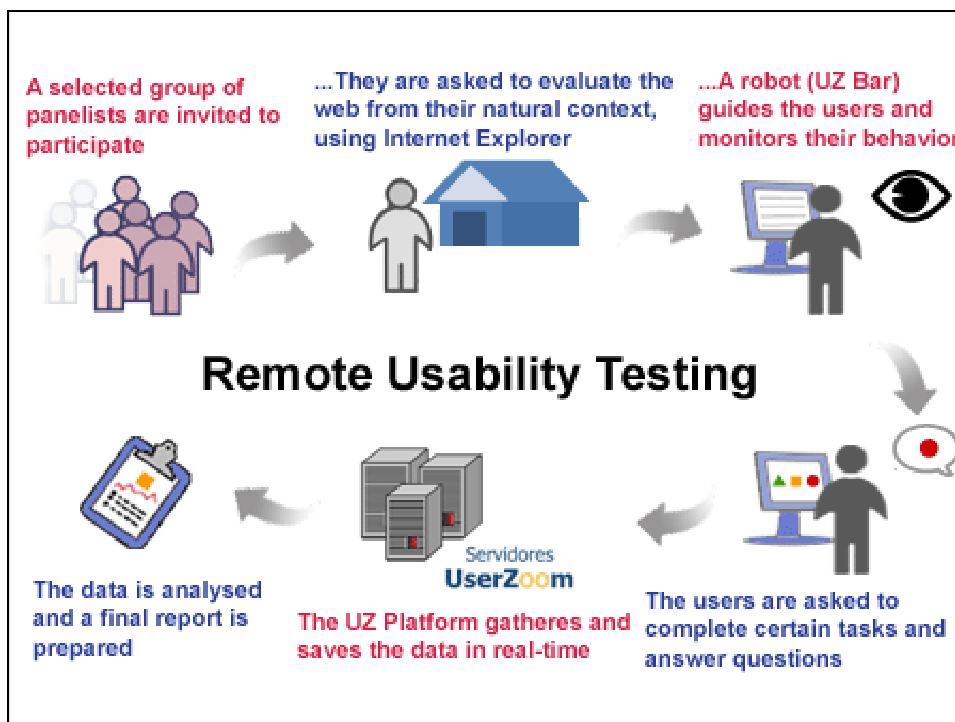 A selected group of
panelists are invited to
participate
...They are asked to evaluate the
web from their natural context,
using Internet Explorer
...A robot (UZ Bar)
guides the users and
monitors their behavior
Remote Usability Testing
The users are asked to
complete certain tasks and
answer questions
Servidores
UserZoom
The UZ Platform gatheres and
saves the data in real-time
The data is analysed
and a final report is
prepared